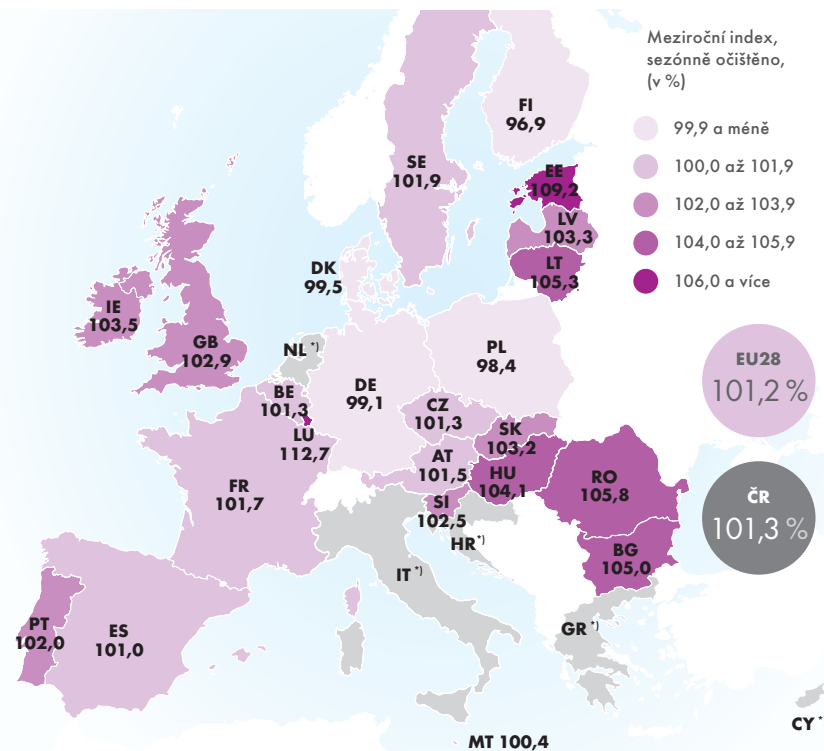 Meziroční index,
sezónně očištěno,
(v %)
99,9 a méně
100,0 až 101,9
102,0 až 103,9
104,0 až 105,9
106,0 a více
FI
96,9
SE
101,9
EE
109,2
LV
103,3
LT
105,3
DK
99,5
IE
103,5
GB
102,9
NL *)
PL
98,4
DE
99,1
BE
101,3
LU
112,7
CZ
101,3
SK
103,2
AT
101,5
HU
104,1
RO
105,8
FR
101,7
SI
102,5
HR *)
BG
105,0
IT *)
GR *)
PT
102,0
ES
101,0
MT 100,4
CY *
EU28
101,2 %
ČR
101,3 %